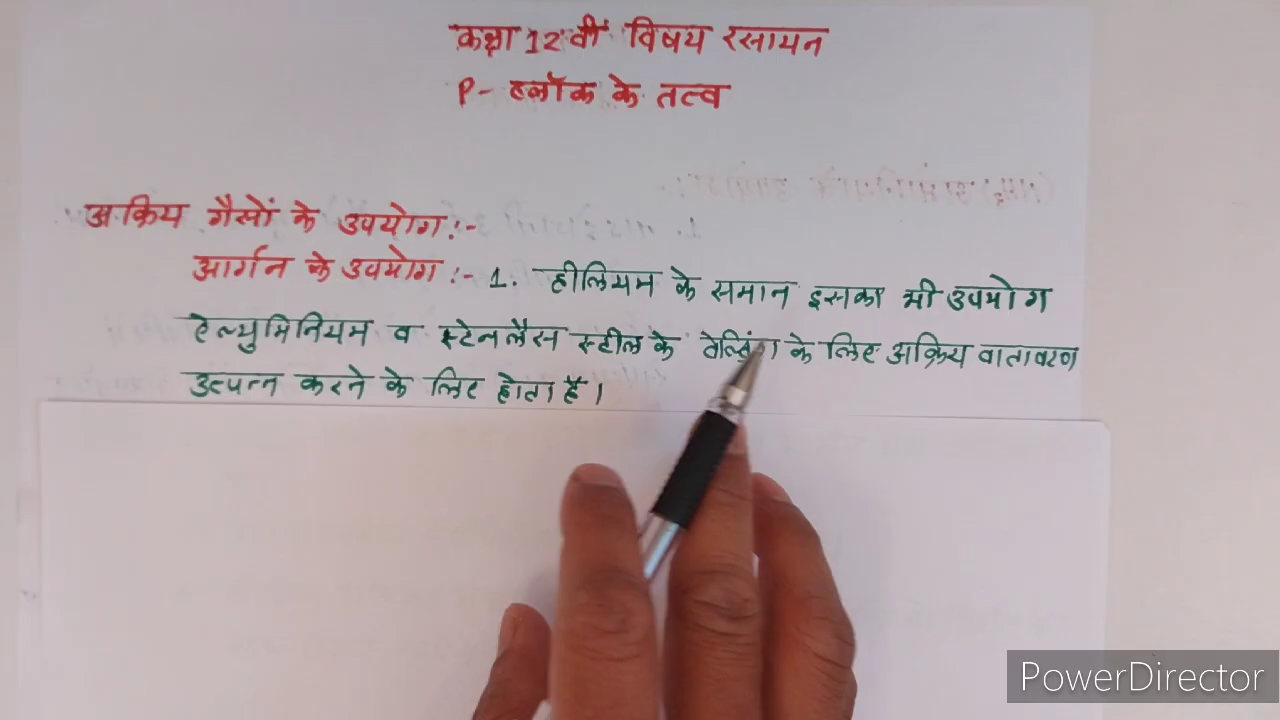 कक्षा 12 वी विषय रसायन
P- ब्लॉक के तत्व
अक्रिय गैसों के उपयोग :-
आर्गन के उपयोग :- 1. हीलियम के समान इसका भी उपयोग
ऐल्युमिनियम व स्टेनलैस स्टील के वेल्डिंग के लिए अक्रिय वातावरण
उत्पन्न करने के लिए होता है।
PowerDirector